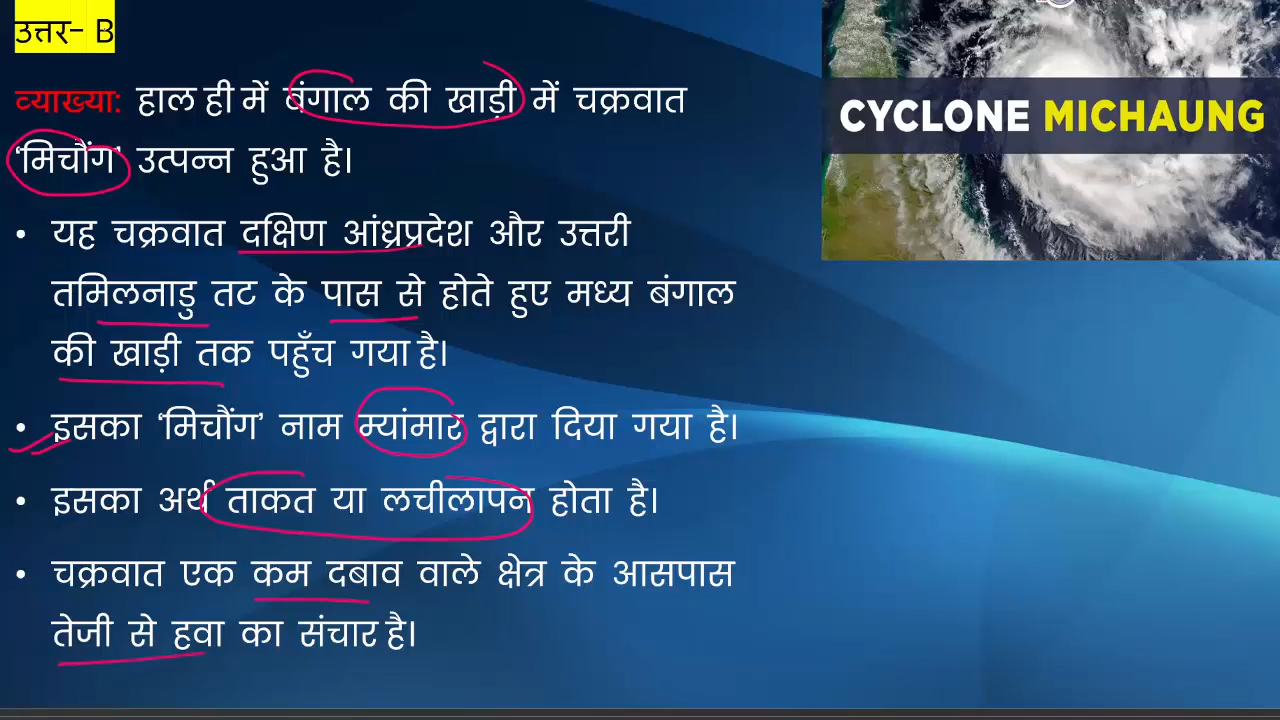 उत्तर- B
व्याख्या: हाल ही में बंगाल की खाड़ी में चक्रवात
'मिचौंग' उत्पन्न हुआ है।
• यह चक्रवात दक्षिण आंध्रप्रदेश और उत्तरी
तमिलनाडु तट के पास से होते हुए मध्य बंगाल
की खाड़ी तक पहुँच गया है।
• इसका ‘मिचौंग’ नाम म्यांमार द्वारा दिया गया है।
• इसका अर्थ ताकत या लचीलापन होता है।
• चक्रवात एक कम दबाव वाले क्षेत्र के आसपास
तेजी से हवा का संचार है।
CYCLONE MICHAUNG